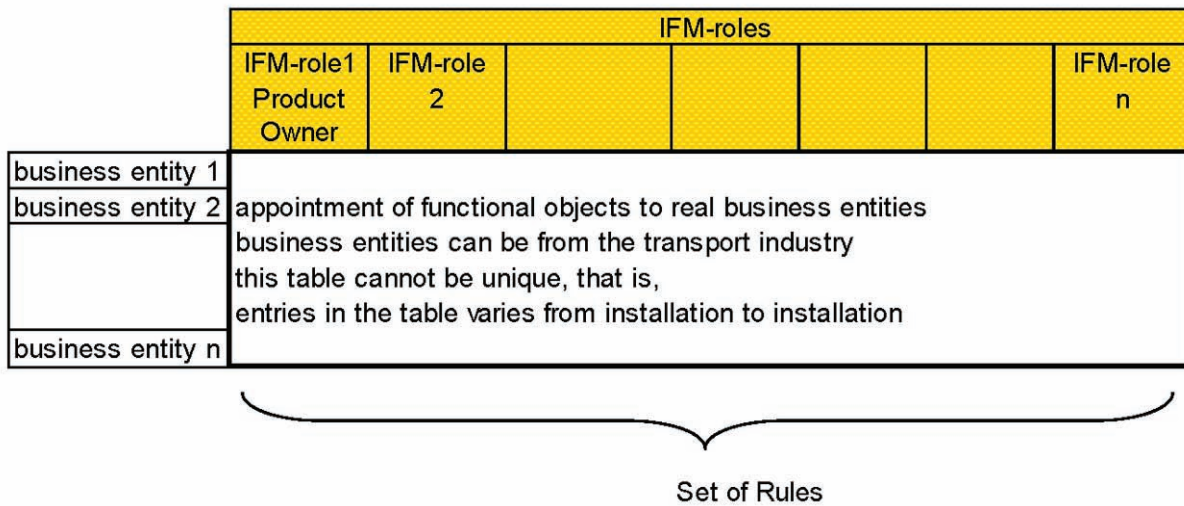 IFM-roles
IFM-role1
Product
Owner
IFM-role
2
IFM-role
n
business entity 1
business entity 2
appointment of functional objects to real business entities
business entities can be from the transport industry
this table cannot be unique, that is,
entries in the table varies from installation to installation
business entity n
Set of Rules